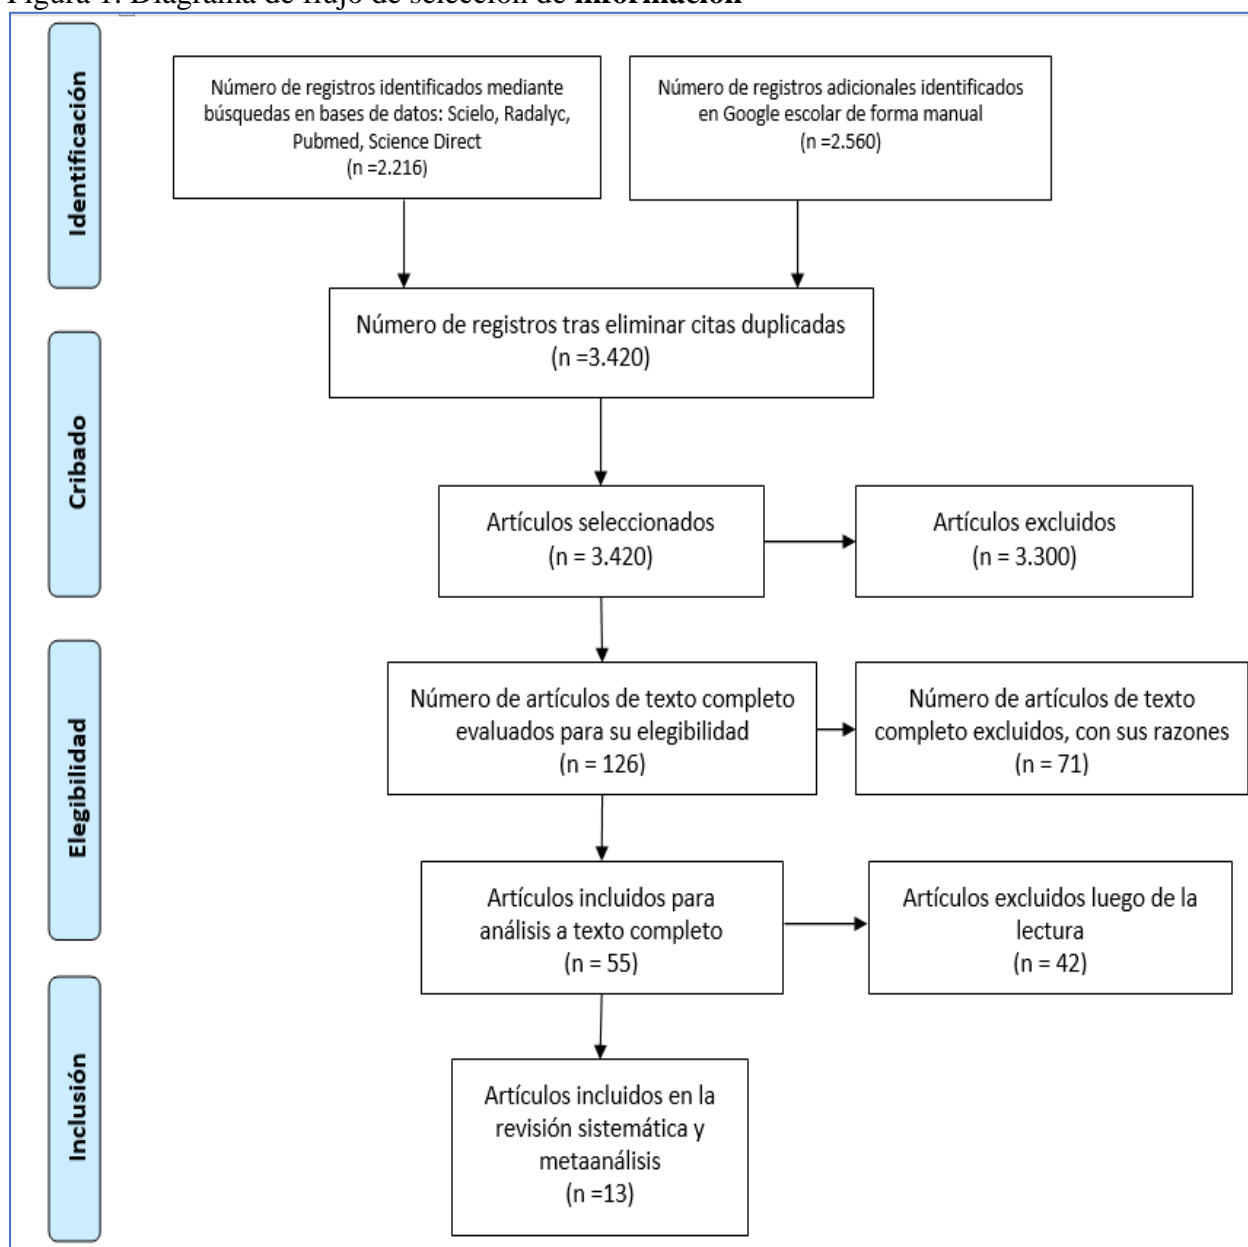 Figura 1. Diagrama de flujo de selección de información
Identificación
Número de registros identificados mediante
búsquedas en bases de datos: Scielo, Radalyc,
Pubmed, Science Direct
(n =2.216)
Número de registros adicionales identificados
en Google escolar de forma manual
(n =2.560)
Número de registros tras eliminar citas duplicadas
(n =3.420)
Cribado
Artículos seleccionados
(n = 3.420)
Artículos excluidos
(n = 3.300)
Elegibilidad
Número de artículos de texto completo
evaluados para su elegibilidad
(n = 126)
Número de artículos de texto
completo excluidos, con sus razones
(n = 71)
Artículos incluidos para
análisis a texto completo
(n = 55)
Artículos excluidos luego de la
lectura
(n = 42)
Inclusión
Artículos incluidos en la
revisión sistemática y
metaanálisis
(n =13)